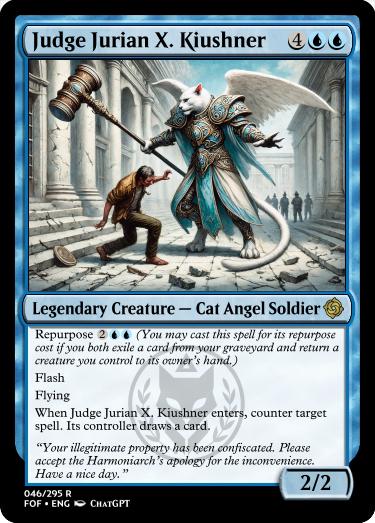 Judge Jurian X. Kiushner 4
Legendary Creature — Cat Angel Soldier
Repurpose 2 (You may cast this spell for its repurpose
cost if you both exile a card from your graveyard and return a
creature you control to its owner's hand.)
Flash
Flying
When Judge Jurian X. Kiushner enters, counter target
spell. Its controller draws a card.
"Your illegitimate property has been confiscated. Please
accept the Harmoniarch's apology for the inconvenience.
Have a nice day."
2/2
046/295 R
FOF • ENG ChatGPT